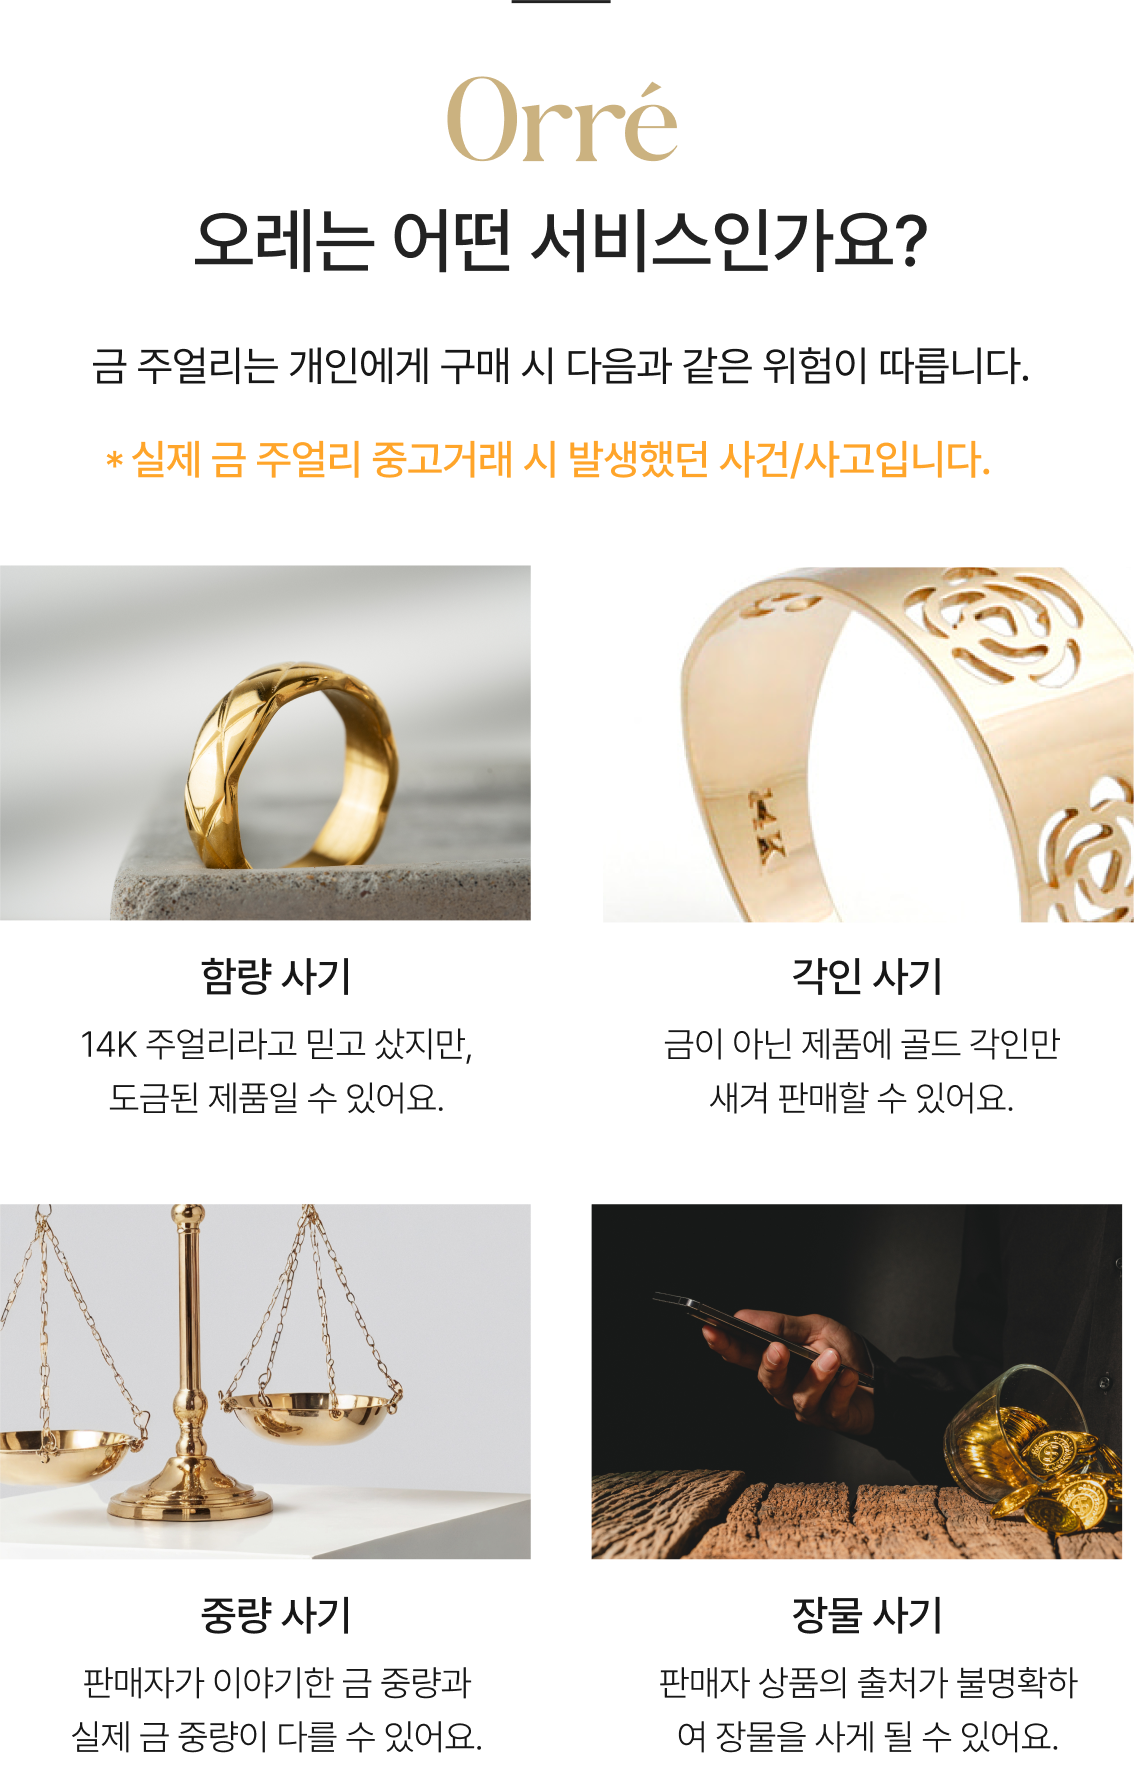 Orré
오레는 어떤 서비스인가요?
금 주얼리는 개인에게 구매 시 다음과 같은 위험이 따릅니다.
* 실제 금 주얼리 중고거래 시 발생했던 사건/사고입니다.
14K
함량 사기
각인 사기
14K 주얼리라고 믿고 샀지만,
도금된 제품일 수 있어요.
금이 아닌 제품에 골드 각인만
새겨 판매할 수 있어요.
중량 사기
장물 사기
판매자가 이야기한 금 중량과
실제 금 중량이 다를 수 있어요.
판매자 상품의 출처가 불명확하
여 장물을 사게 될 수 있어요.